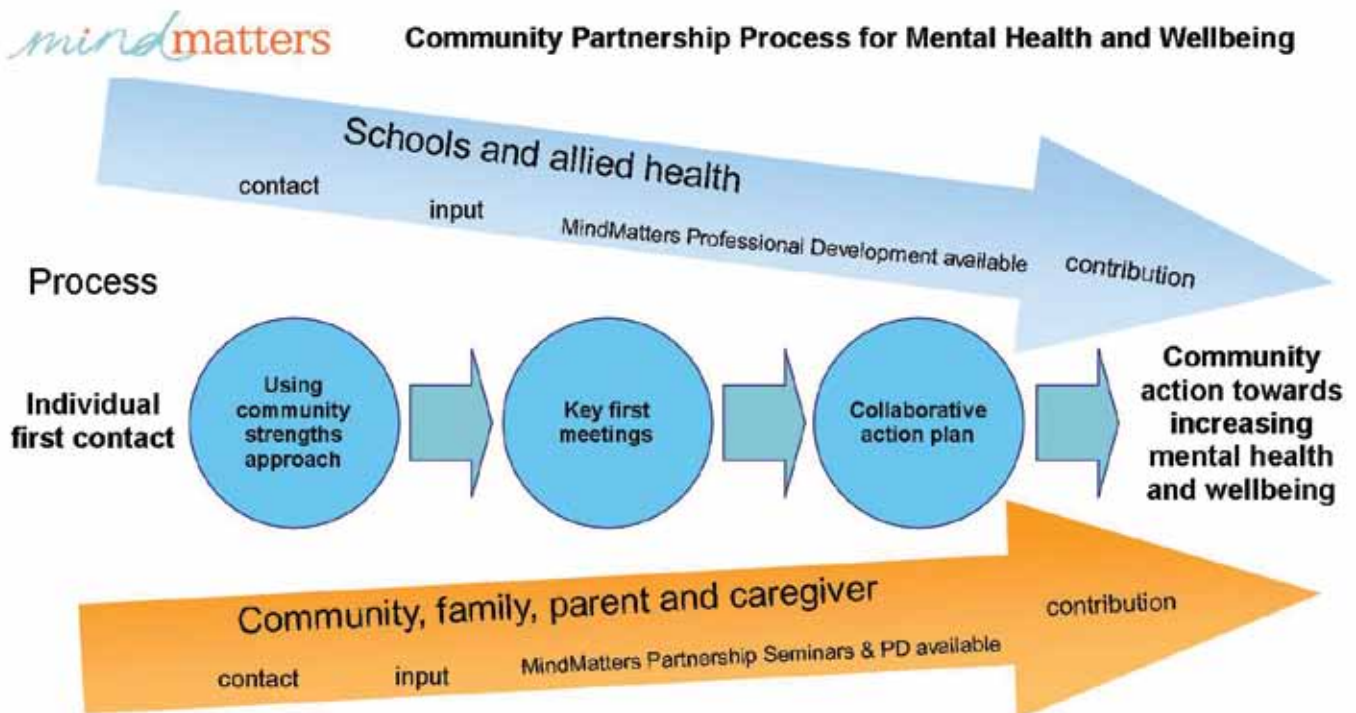 mindmatters
Community Partnership Process for Mental Health and Wellbeing
Schools and allied health
contact
input
MindMatters Professional Development available
contribution
Process
Individual
first contact
Using
community
strengths
approach
Key first
meetings
Collaborative
action plan
Community
action towards
increasing
mental health
and wellbeing
Community, family, parent and caregiver
contact
input
MindMatters Partnership Seminars & PD available
contribution